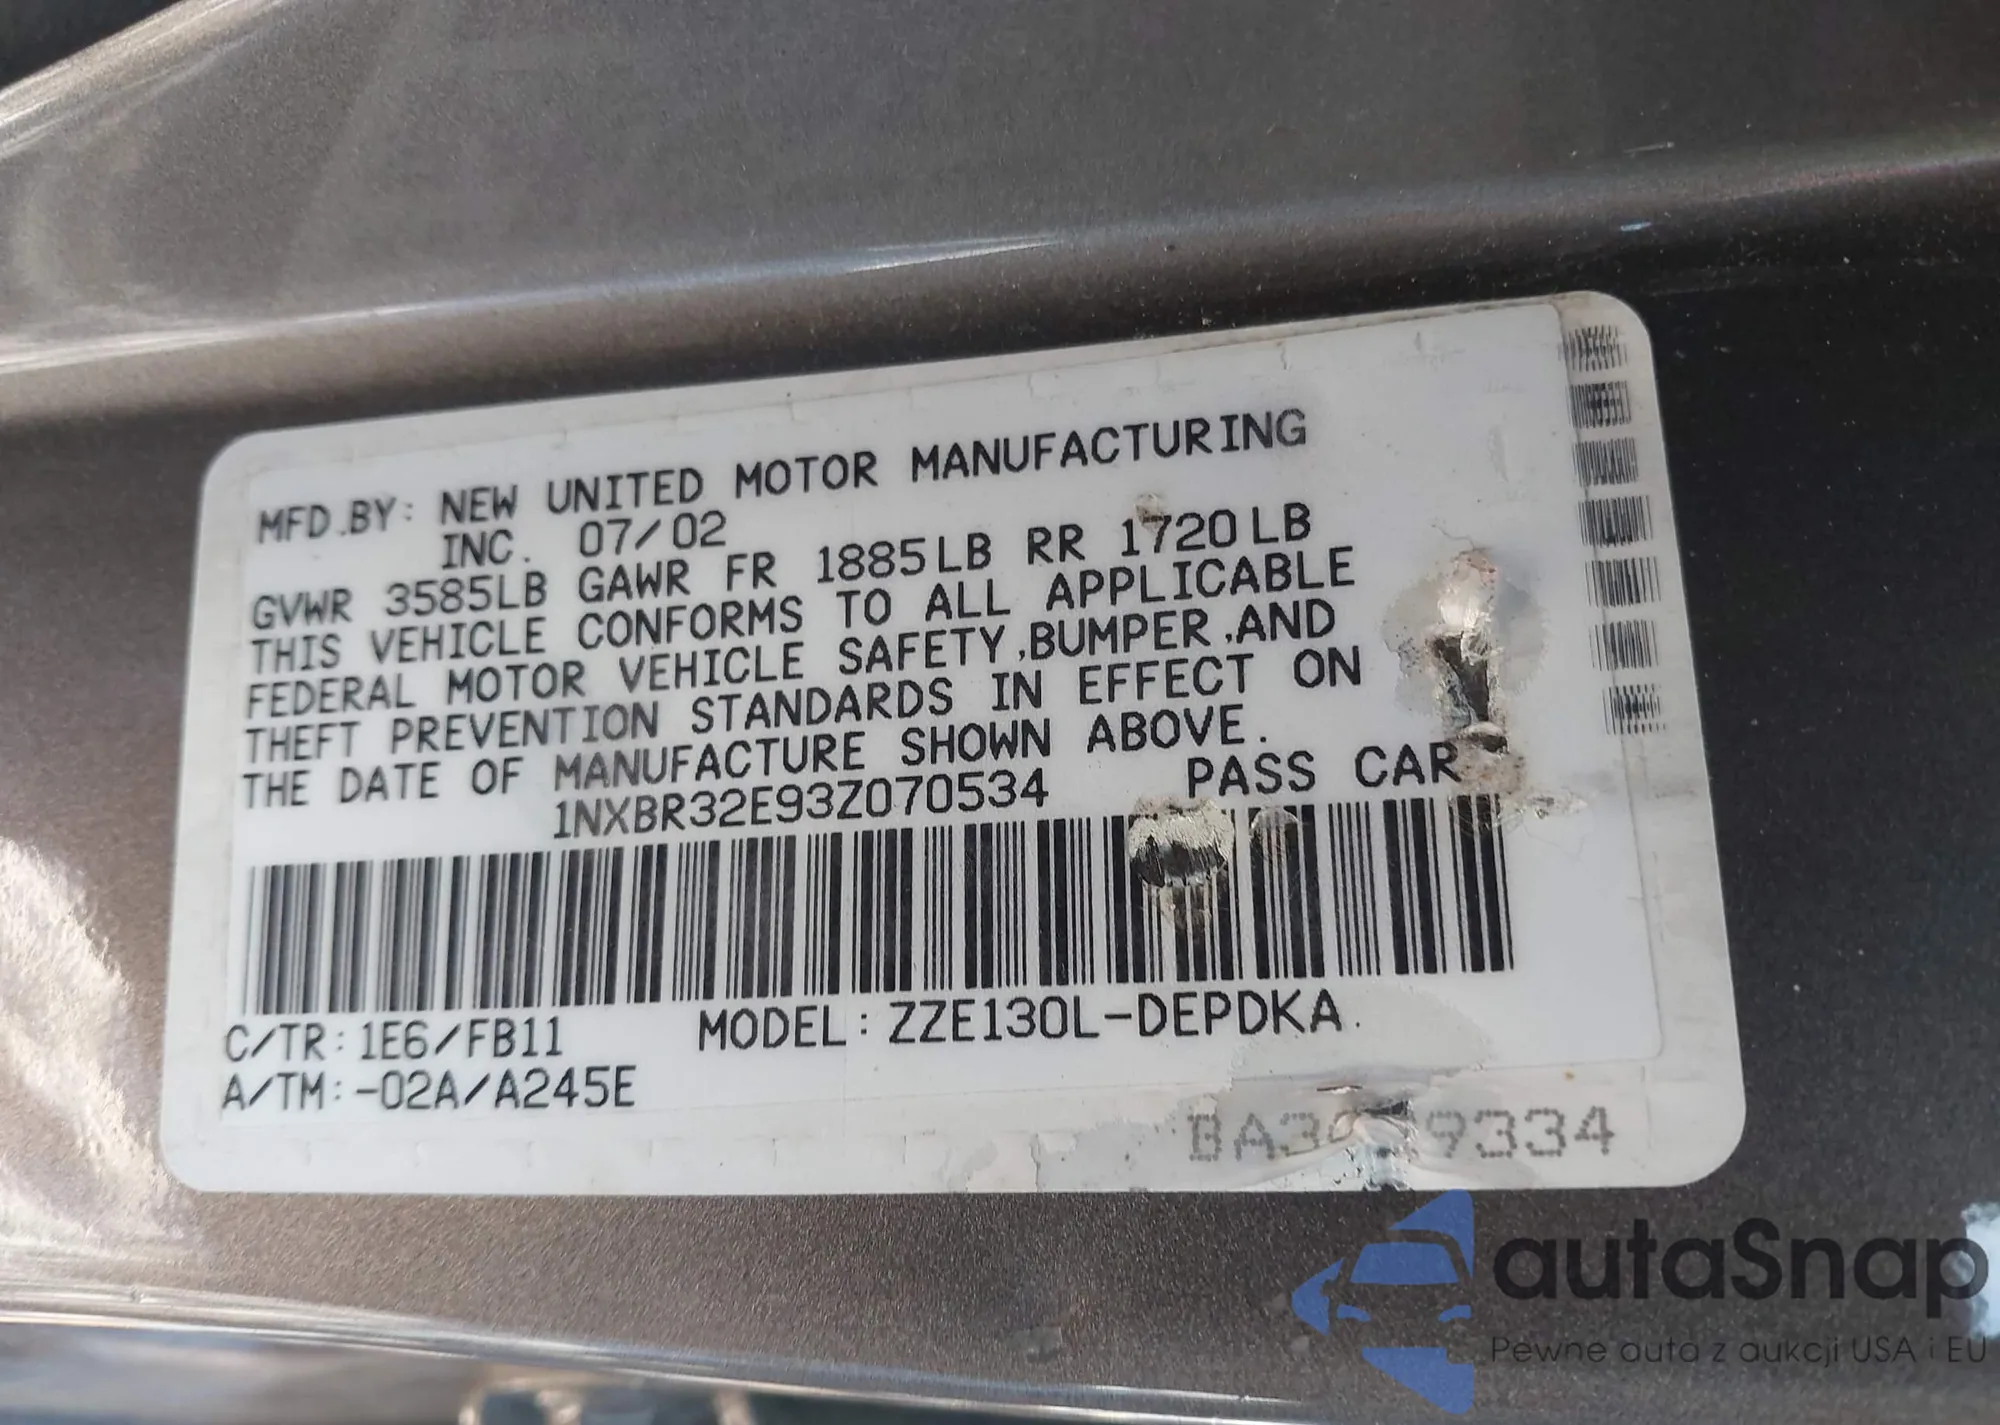 MFD.BY: NEW UNITED MOTOR MANUFACTURING
INC. 07/02
GVWR 3585LB GAWR FR 1885LB RR 1720LB
THIS VEHICLE CONFORMS TO ALL APPLICABLE
FEDERAL MOTOR VEHICLE SAFETY,BUMPER,AND
THEFT PREVENTION STANDARDS IN EFFECT ON
THE DATE OF MANUFACTURE SHOWN ABOVE.
1NXBR32E93Z070534 PASS CAR
C/TR: 1E6/FB11 MODEL: ZZE130L-DEPDKA.
A/TM:-02A/A245E
autaSnap
Pewne auta z aukcji USA i EU